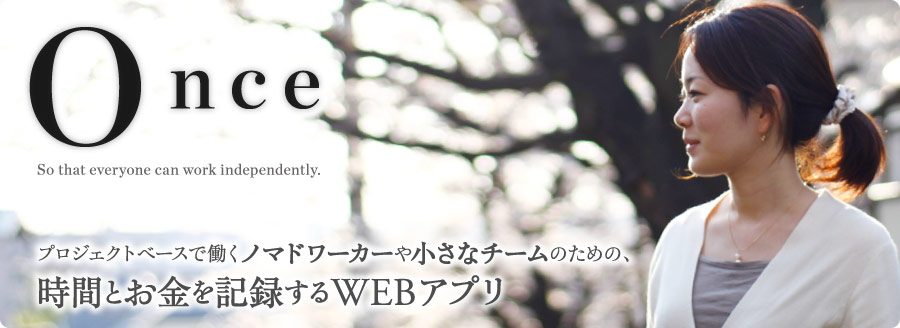 Once
So that everyone can work independently.
プロジェクトベースで働くノマドワーカーや小さなチームのための、
時間とお金を記録するWEBアプリ